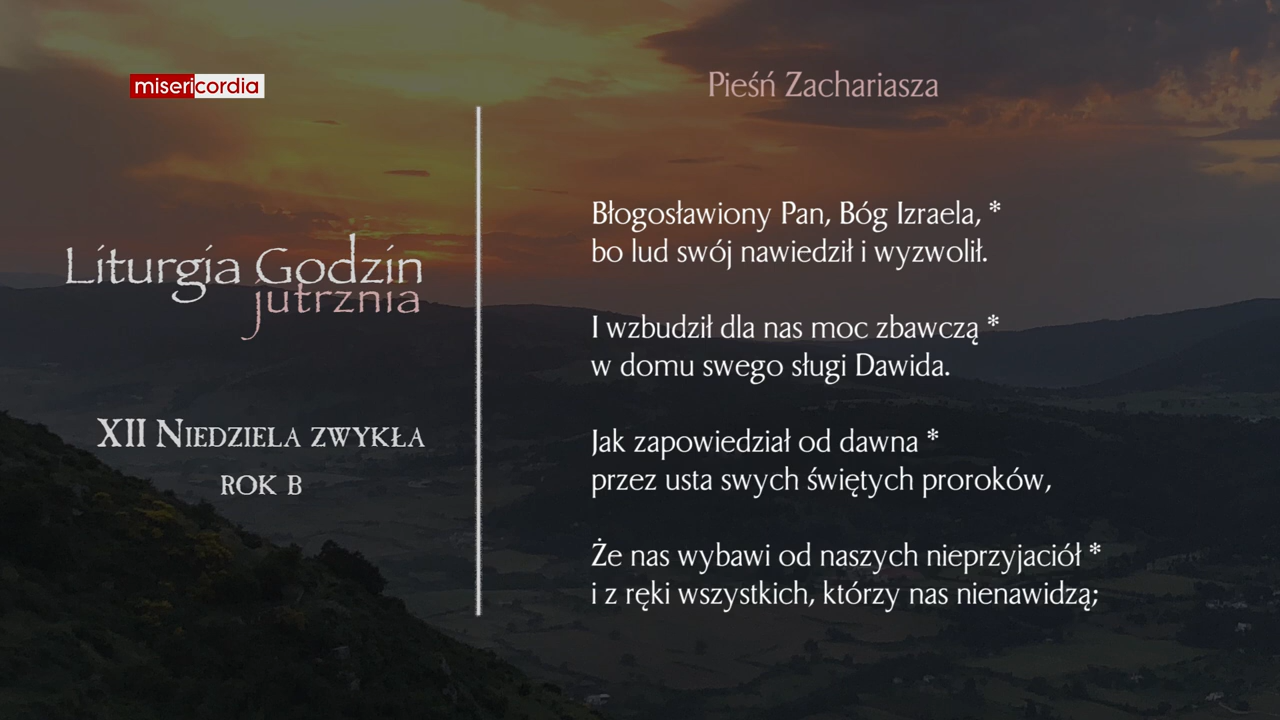 misericordia
Liturgia Godzin
jutrznia
XII Niedziela zwykła
rok B
Pieśń Zachariasza
Błogosławiony Pan, Bóg Izraela, *
bo lud swój nawiedził i wyzwolił.
I wzbudził dla nas moc zbawczą *
w domu swego sługi Dawida.
Jak zapowiedział od dawna *
przez usta swych świętych proroków,
Że nas wybawi od naszych nieprzyjaciół *
i z ręki wszystkich, którzy nas nienawidzą;